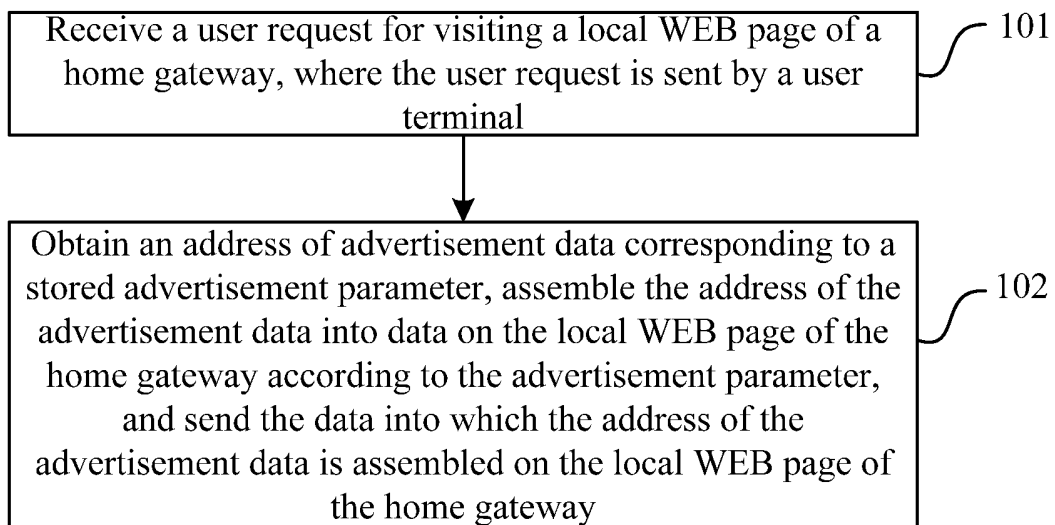 Receive a user request for visiting a local WEB page of a
home gateway, where the user request is sent by a user
terminal
101
Obtain an address of advertisement data corresponding to a
stored advertisement parameter, assemble the address of the
advertisement data into data on the local WEB page of the
home gateway according to the advertisement parameter,
and send the data into which the address of the
advertisement data is assembled on the local WEB page of
the home gateway
102